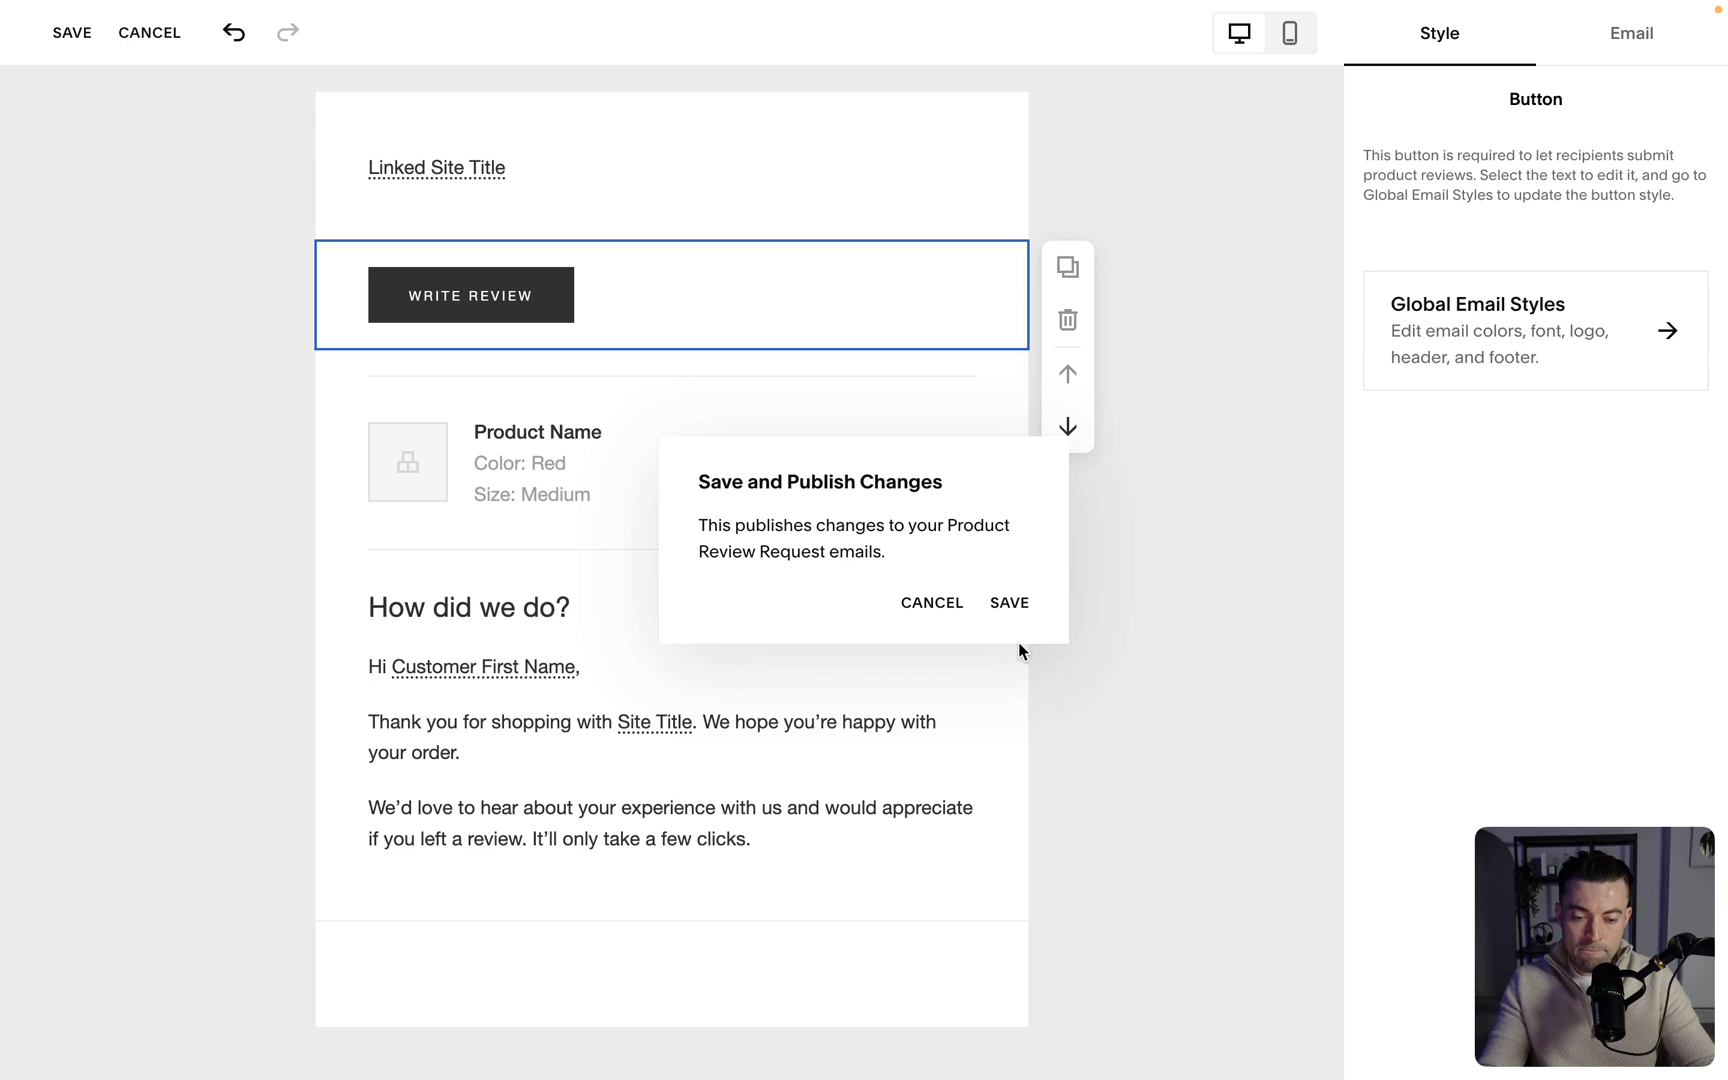 SAVE CANCEL
Style Email
Button
This button is required to let recipients submit
product reviews. Select the text to edit it, and go to
Global Email Styles to update the button style.
Global Email Styles
Edit email colors, font, logo,
header, and footer.
Linked Site Title
WRITE REVIEW
Product Name
Color: Red
Size: Medium
Save and Publish Changes
This publishes changes to your Product
Review Request emails.
CANCEL SAVE
How did we do?
Hi Customer First Name,
Thank you for shopping with Site Title. We hope you’re happy with
your order.
We’d love to hear about your experience with us and would appreciate
if you left a review. It’ll only take a few clicks.